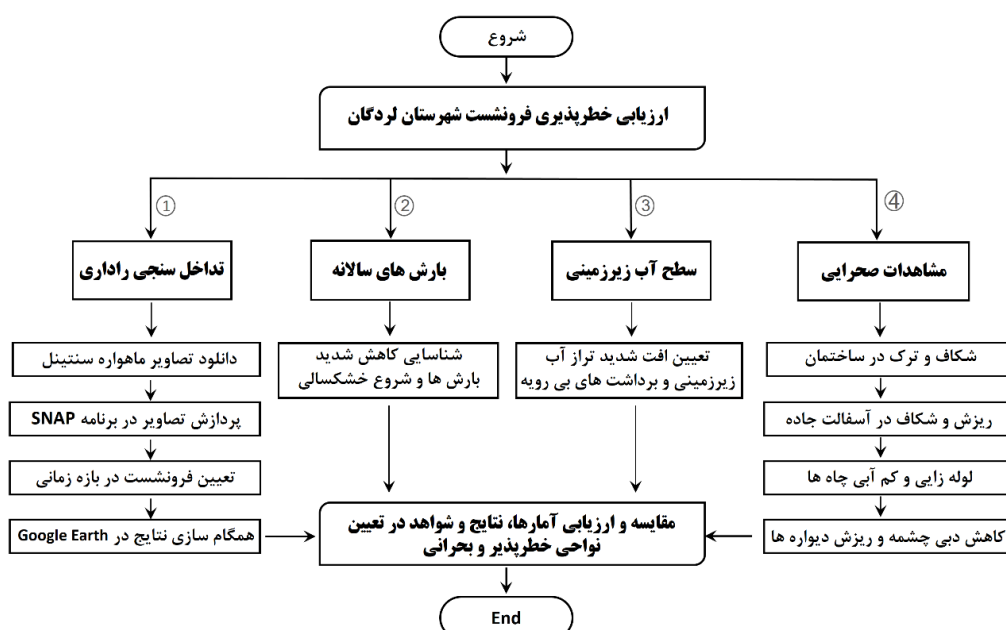 شروع
ارزیابی خطرپذیری فرونشست شهرستان لردگان
①
②
③
④
تداخل سنجی راداری
بارش های سالانه
سطح آب زیرزمینی
مشاهدات صحرایی
دانلود تصاویر ماهواره سنتینل
پردازش تصاویر در برنامه SNAP
تعیین فرونشست در بازه زمانی
همگام سازی نتایج در Google Earth
شناسایی کاهش شدید
بارش ها و شروع خشکسالی
تعیین افت شدید تراز آب
زیرزمینی و برداشت های بی رویه
شکاف و ترک در ساختمان
ریزش و شکاف در آسفالت جاده
لوله زایی و کم آبی چاه ها
کاهش دبی چشمه و ریزش دیواره ها
مقایسه و ارزیابی آمارها، نتایج و شواهد در تعیین
نواحی خطرپذیر و بحرانی
End